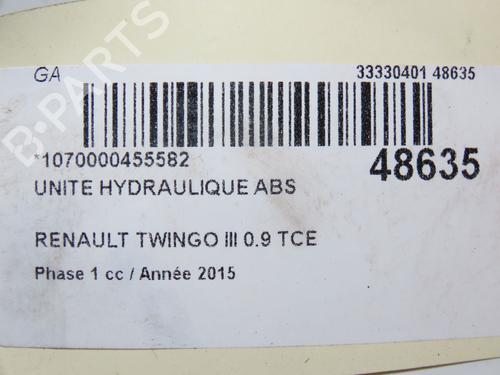 GA 33330401 48635
*1070000455582 48635
UNITE HYDRAULIQUE ABS
RENAULT TWINGO III 0.9 TCE
Phase 1 cc / Année 2015
B-PARTS